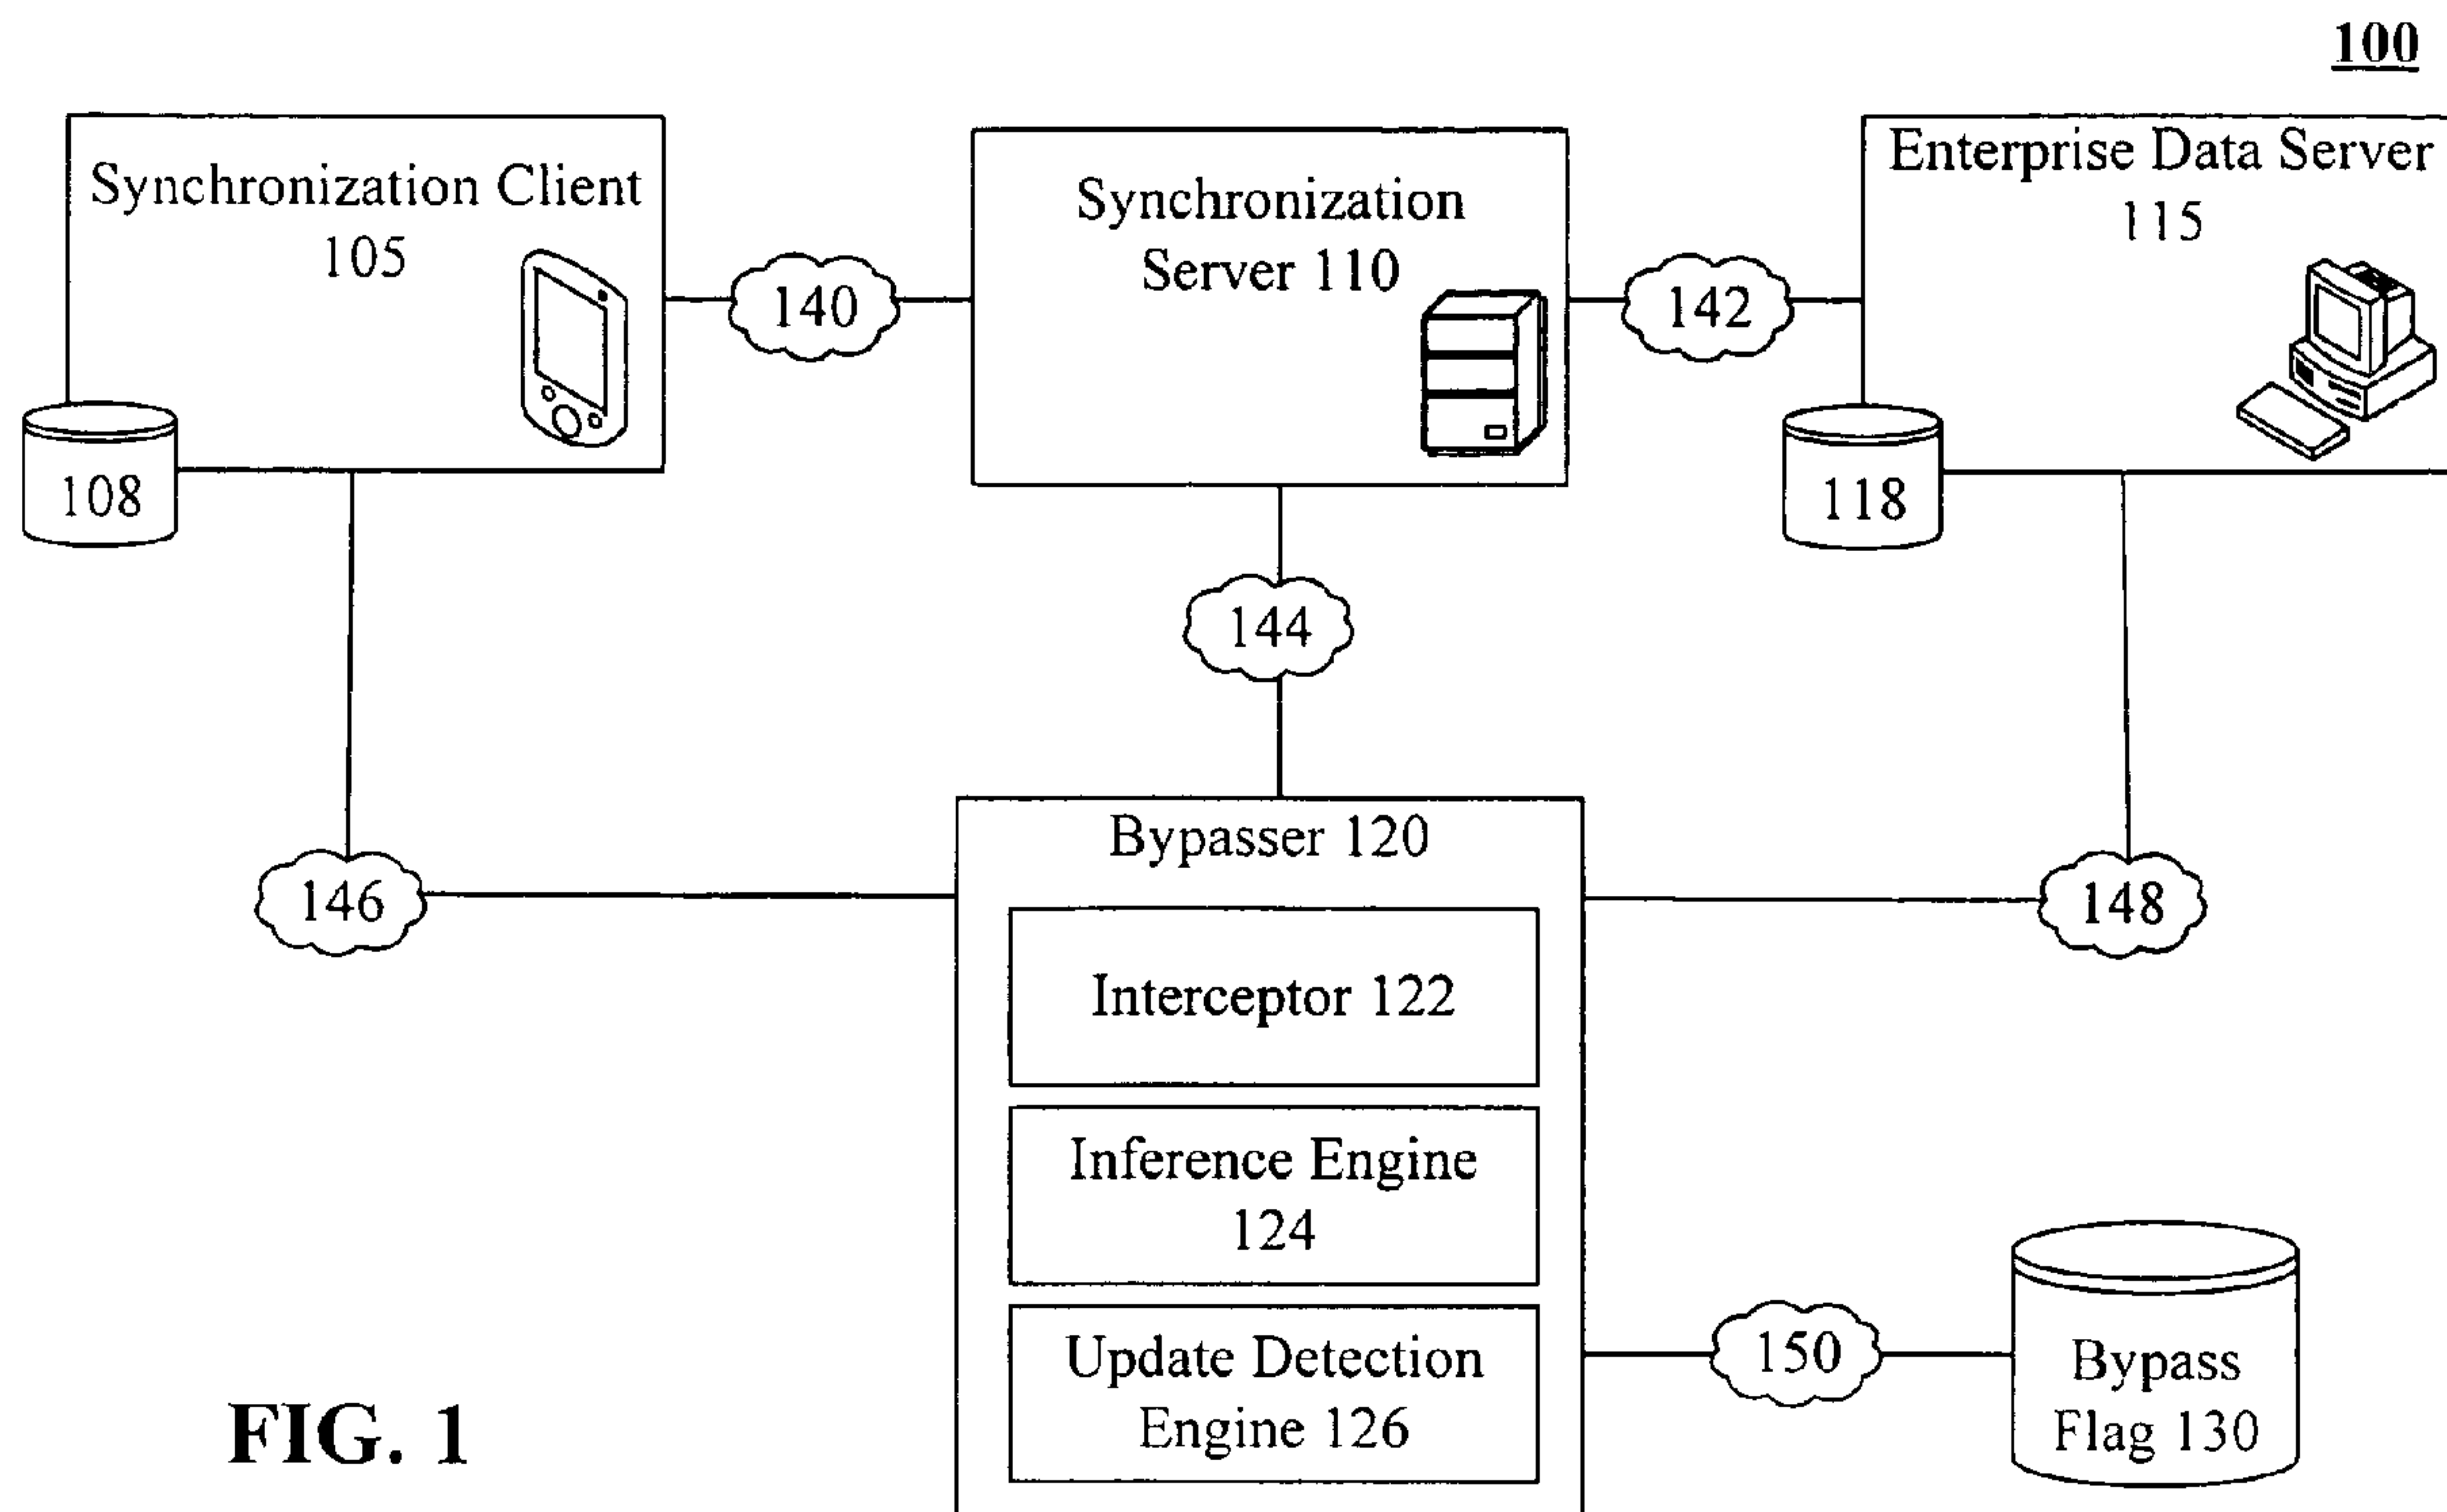 100
Synchronization Client
105
108
140
Synchronization
Server 110
142
Enterprise Data Server
115
118
144
146
148
Bypasser 120
Interceptor 122
Inference Engine
124
Update Detection
Engine 126
150
Bypass
Flag 130
FIG. 1